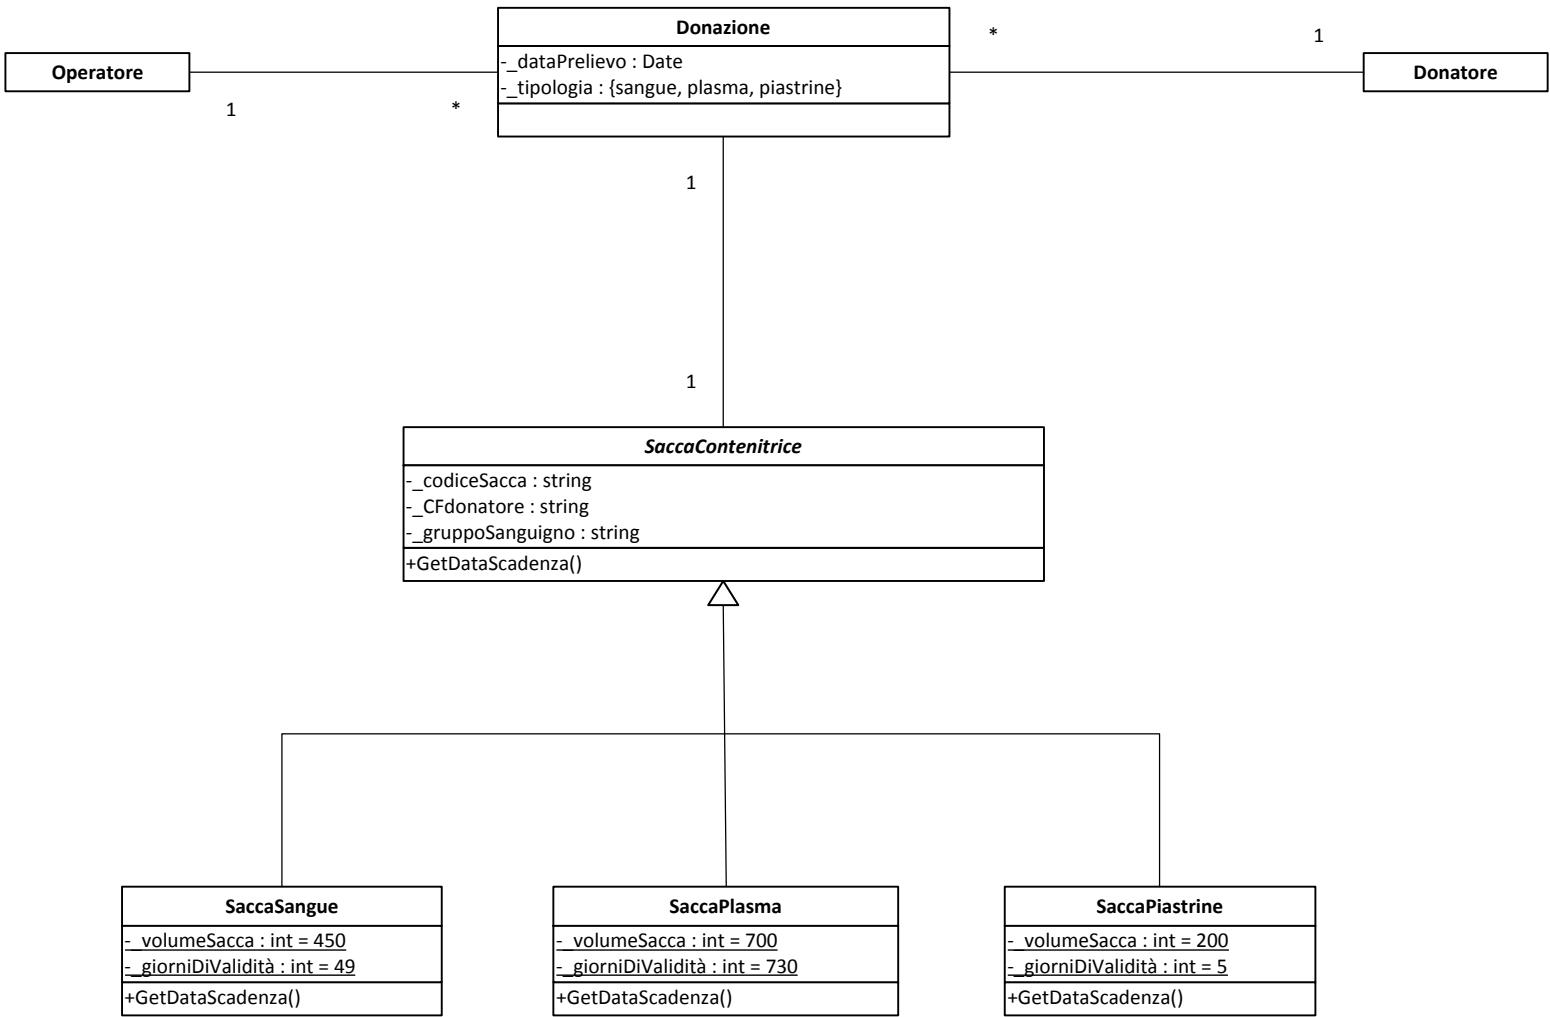 Donazione
-_dataPrelievo : Date
-_tipologia : {sangue, plasma, piastrine}
Operatore
1
*
*
1
Donatore
1
1
SaccaContenitrice
-_codiceSacca : string
-_CFdonatore : string
-_gruppoSanguigno : string
+GetDataScadenza()
SaccaSangue
-_volumeSacca : int = 450
-_giorniDiValidità : int = 49
+GetDataScadenza()
SaccaPlasma
-_volumeSacca : int = 700
-_giorniDiValidità : int = 730
+GetDataScadenza()
SaccaPiastrine
-_volumeSacca : int = 200
-_giorniDiValidità : int = 5
+GetDataScadenza()